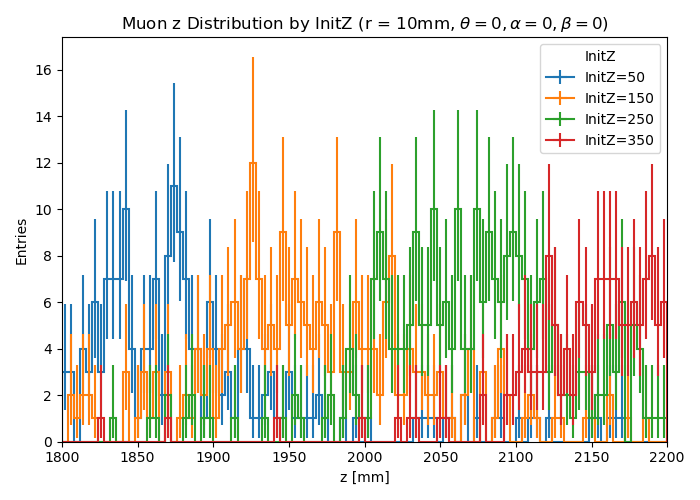 Muon z Distribution by InitZ (r = 10mm, θ = 0, α = 0, β = 0)
InitZ
InitZ=50
InitZ=150
InitZ=250
InitZ=350
Entries
16
14
12
10
8
6
4
2
0
1800 1850 1900 1950 2000 2050 2100 2150 2200
z [mm]